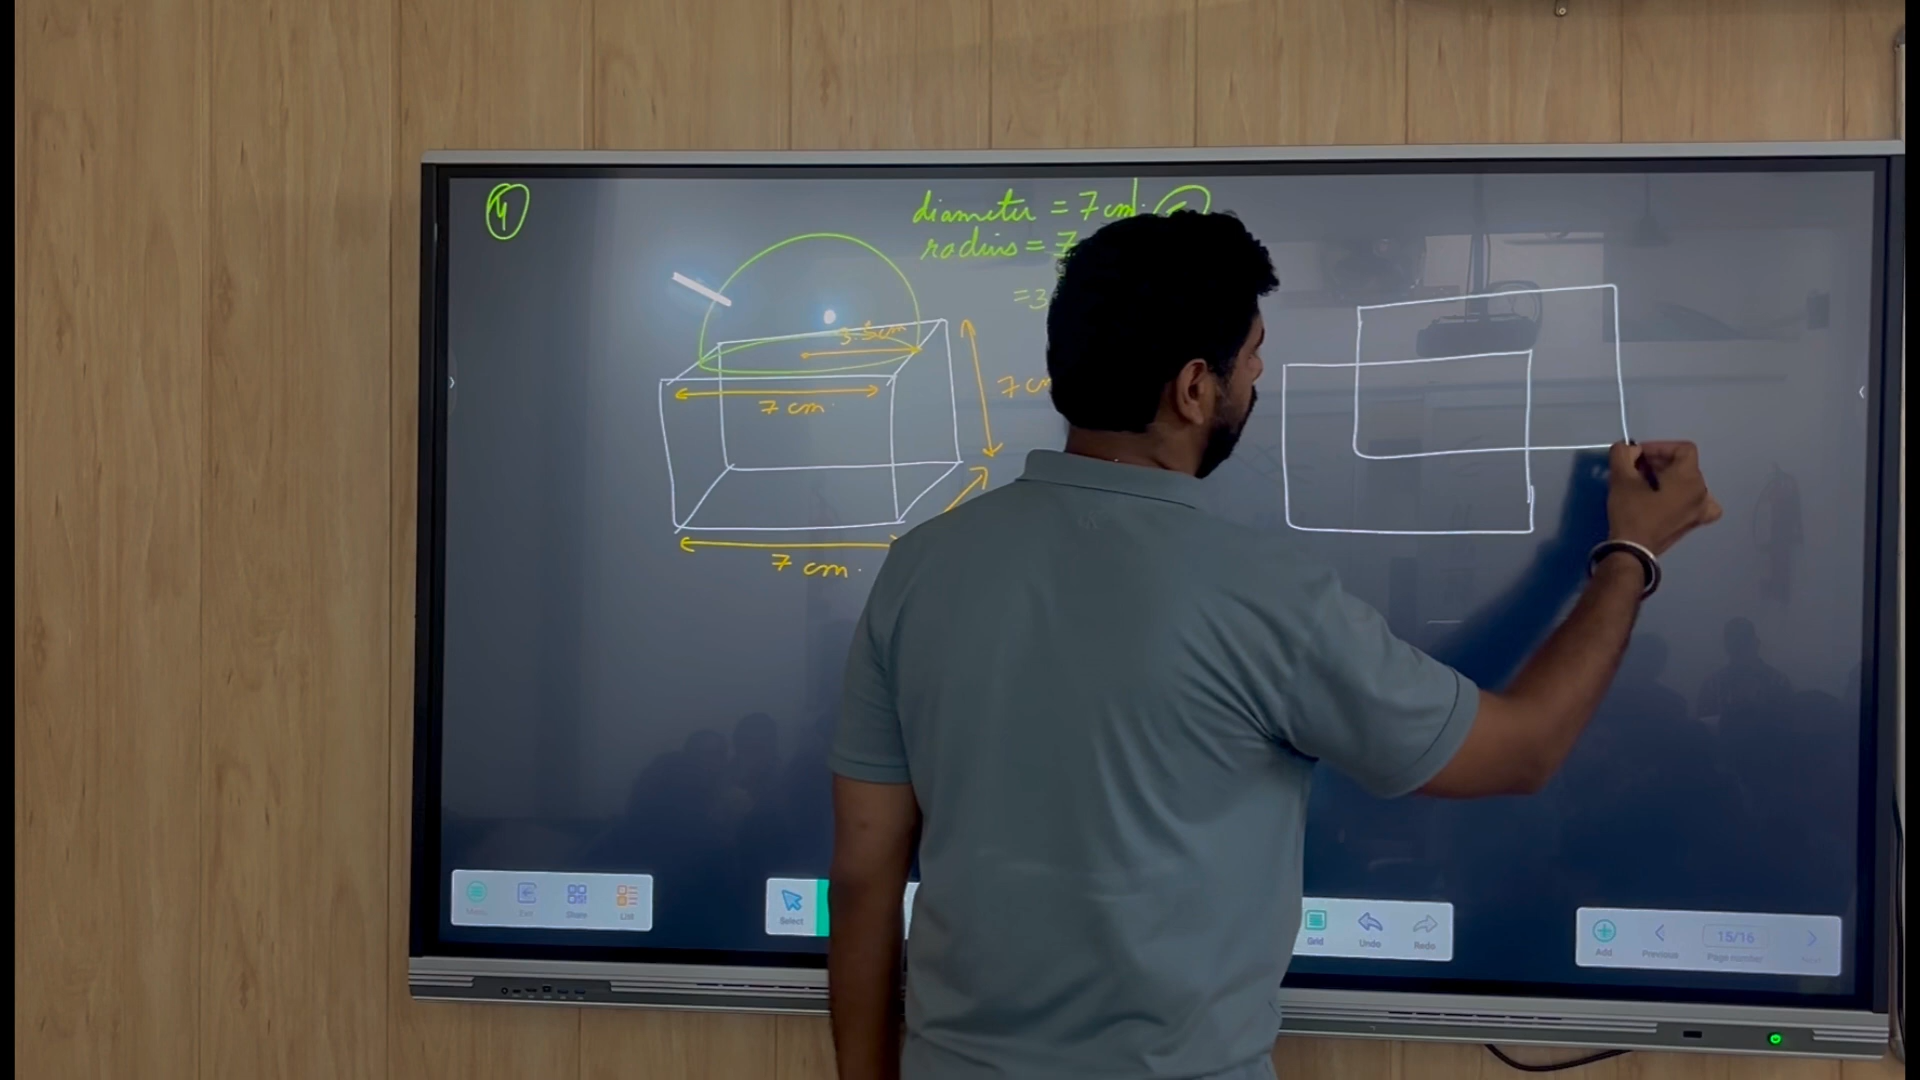 4
diameter = 7 cm.
radius = 7
= 3
3.5 cm
7 cm
7 cm.
7 cm.
Menu Exit Share List
Select
Grid Undo Redo
Add Previous 15/16 Page number Next